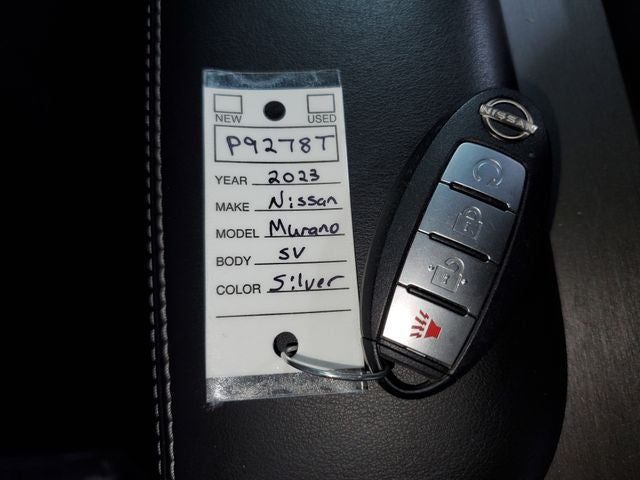 NEW USED
P9278T
YEAR 2023
MAKE Nissan
MODEL Murano
BODY SV
COLOR Silver
NISSAN